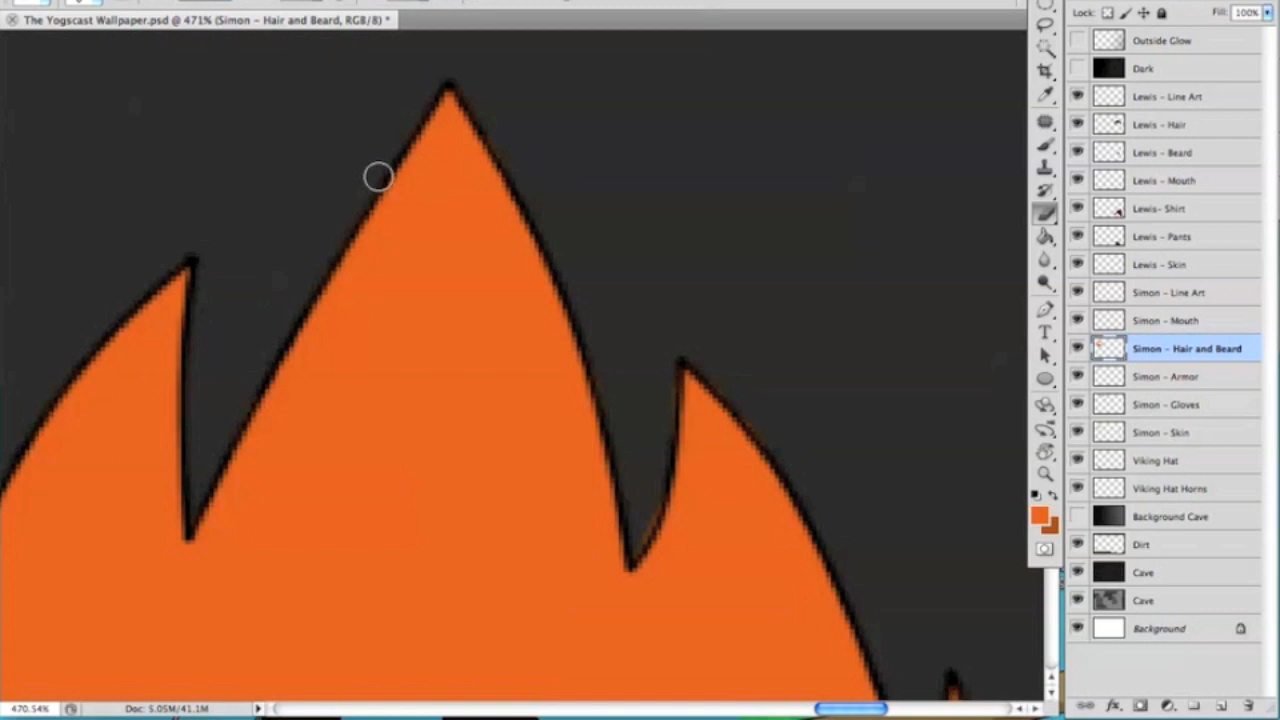 The Yogscast Wallpaper.psd @ 471% (Simon - Hair and Beard, RGB/8) *
Lock:
Fill: 100%
Outside Glow
Dark
Lewis - Line Art
Lewis - Hair
Lewis - Beard
Lewis - Mouth
Lewis- Shirt
Lewis - Pants
Lewis - Skin
Simon - Line Art
Simon - Mouth
Simon - Hair and Beard
Simon - Armor
Simon - Gloves
Simon - Skin
Viking Hat
Viking Hat Horns
Background Cave
Dirt
Cave
Cave
Background
470.54%
Doc: 5.05M/41.1M